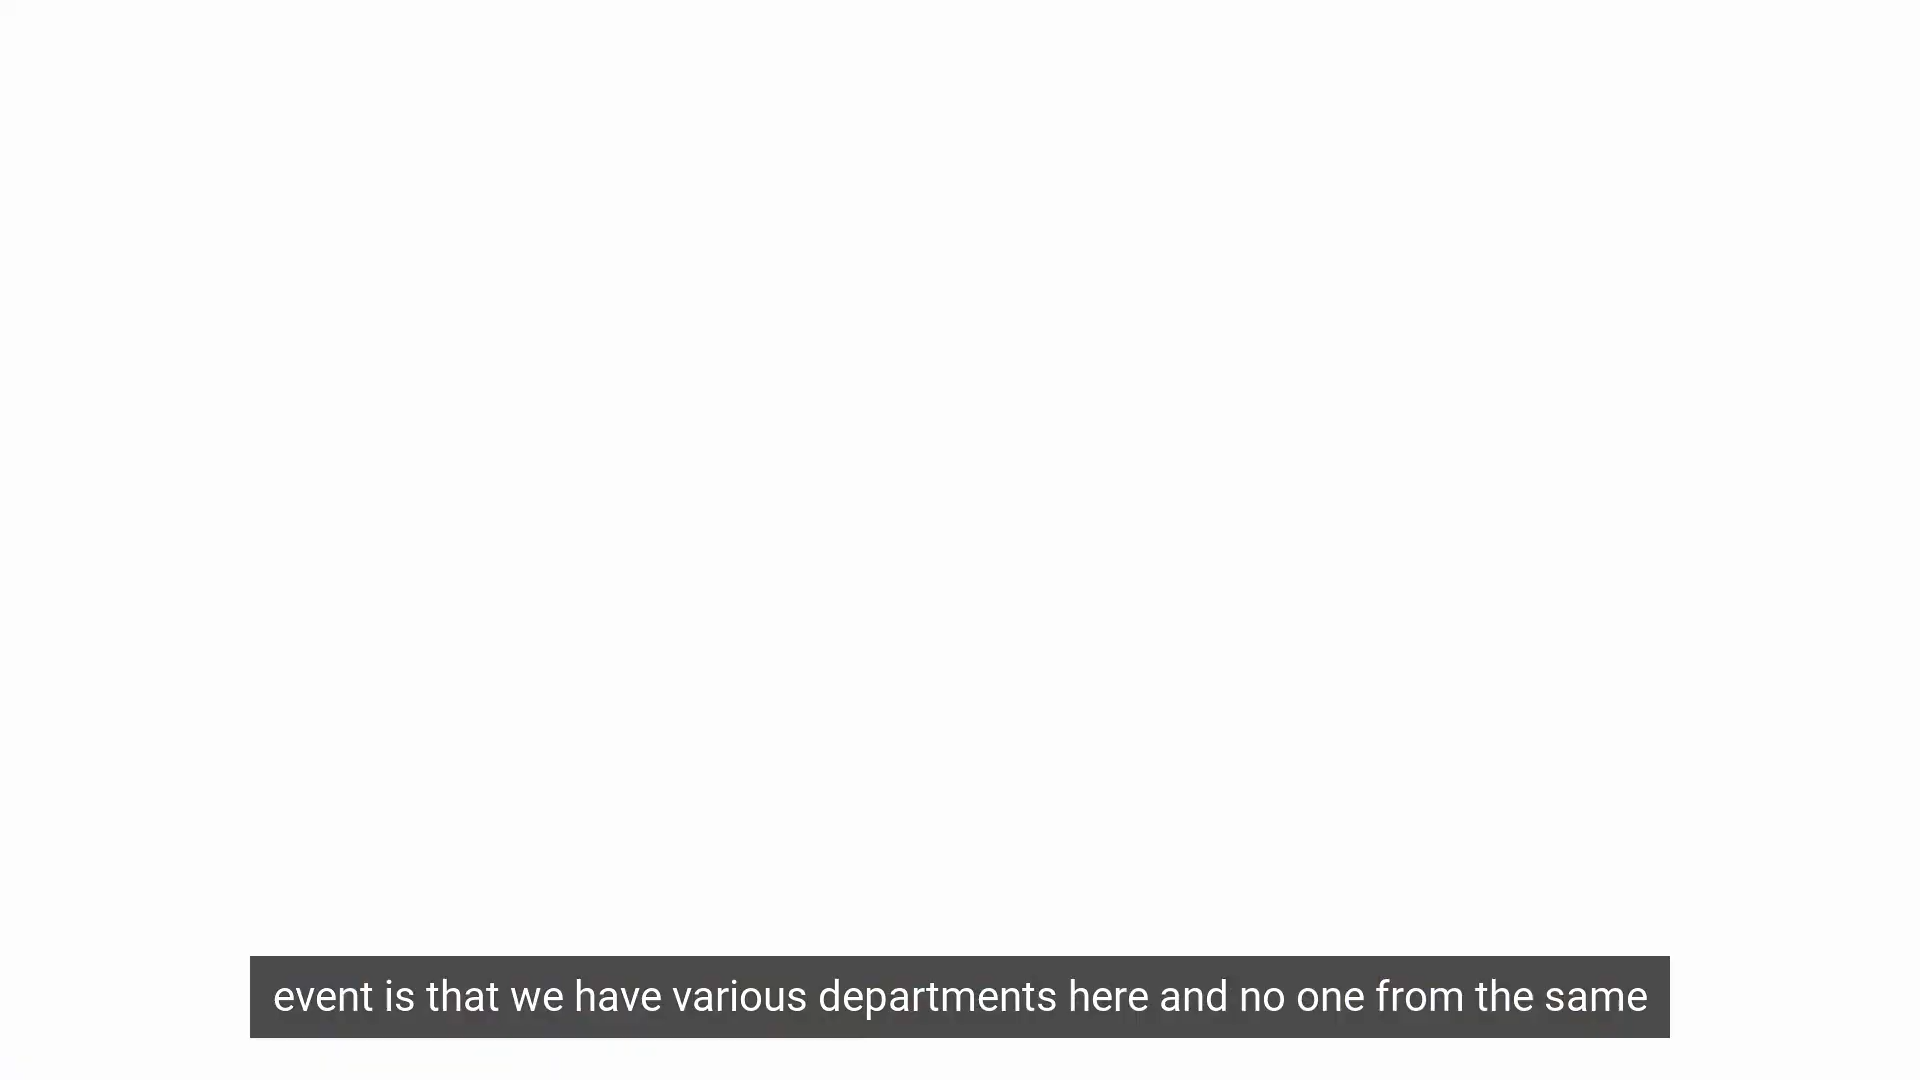 event is that we have various departments here and no one from the same